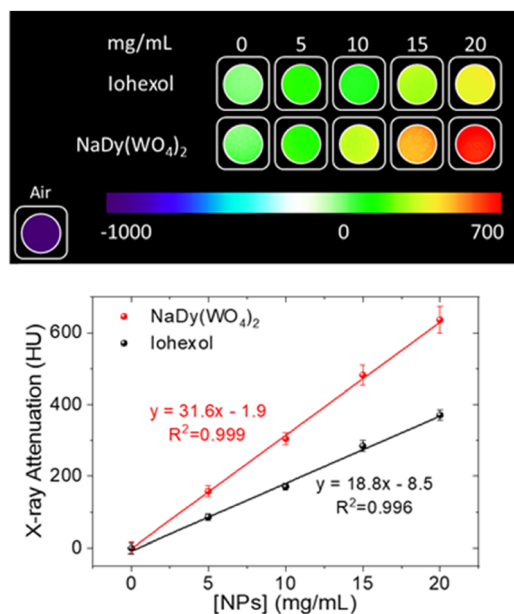 mg/mL 0 5 10 15 20
Iohexol
NaDy(WO₄)₂
Air
-1000 0 700
NaDy(WO₄)₂
Iohexol
y = 31.6x - 1.9
R²=0.999
y = 18.8x - 8.5
R²=0.996
X-ray Attenuation (HU)
600
400
200
0
0 5 10 15 20
[NPs] (mg/mL)